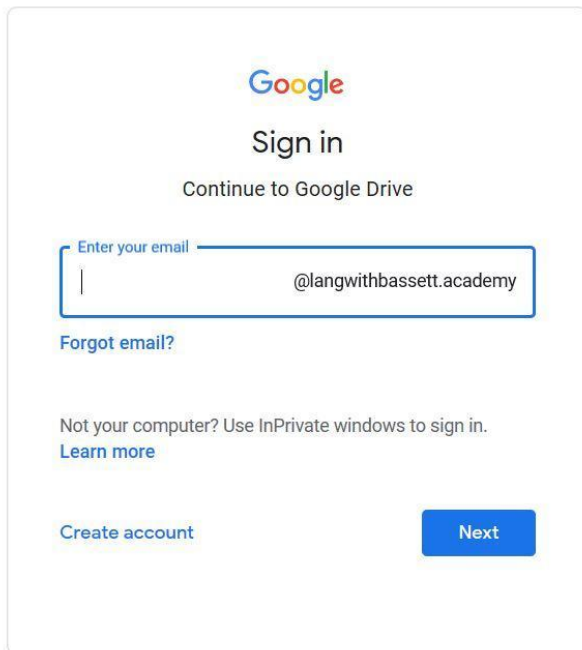 Google
Sign in
Continue to Google Drive
Enter your email
@langwithbassett.academy
Forgot email?
Not your computer? Use InPrivate windows to sign in.
Learn more
Create account
Next